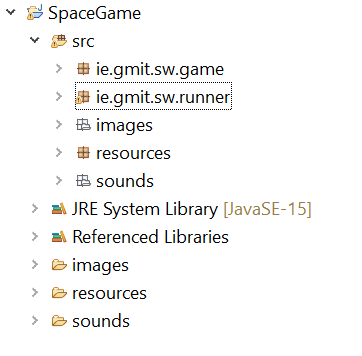 SpaceGame
src
ie.gmit.sw.game
ie.gmit.sw.runner
images
resources
sounds
JRE System Library [JavaSE-15]
Referenced Libraries
images
resources
sounds